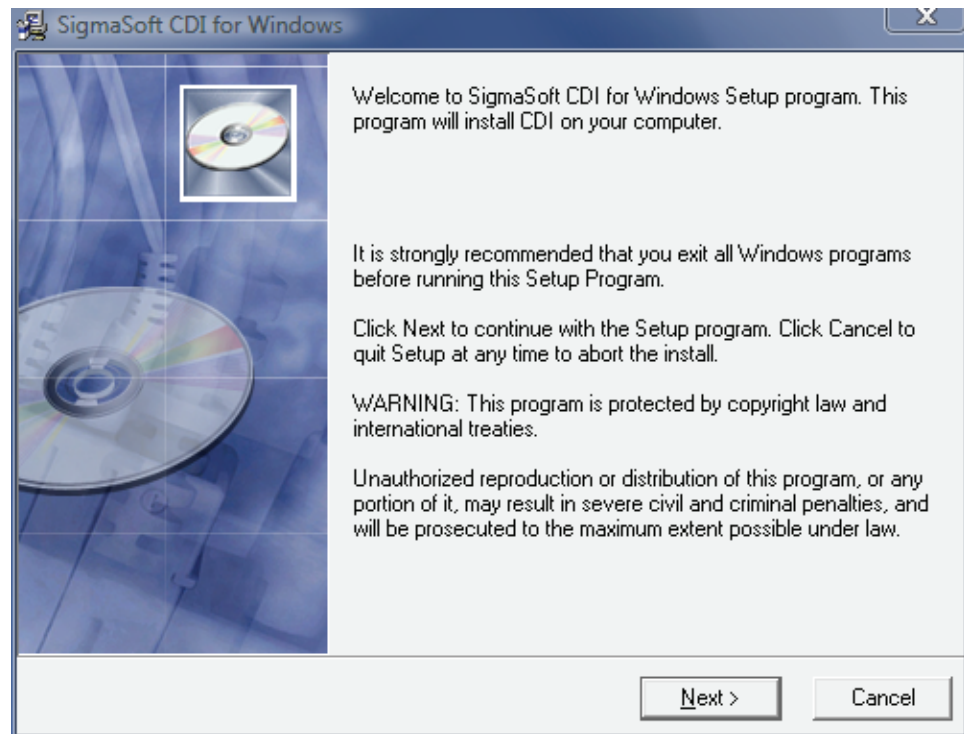 SigmaSoft CDI for Windows
Welcome to SigmaSoft CDI for Windows Setup program. This
program will install CDI on your computer.
It is strongly recommended that you exit all Windows programs
before running this Setup Program.
Click Next to continue with the Setup program. Click Cancel to
quit Setup at any time to abort the install.
WARNING: This program is protected by copyright law and
international treaties.
Unauthorized reproduction or distribution of this program, or any
portion of it, may result in severe civil and criminal penalties, and
will be prosecuted to the maximum extent possible under law.
Next > Cancel